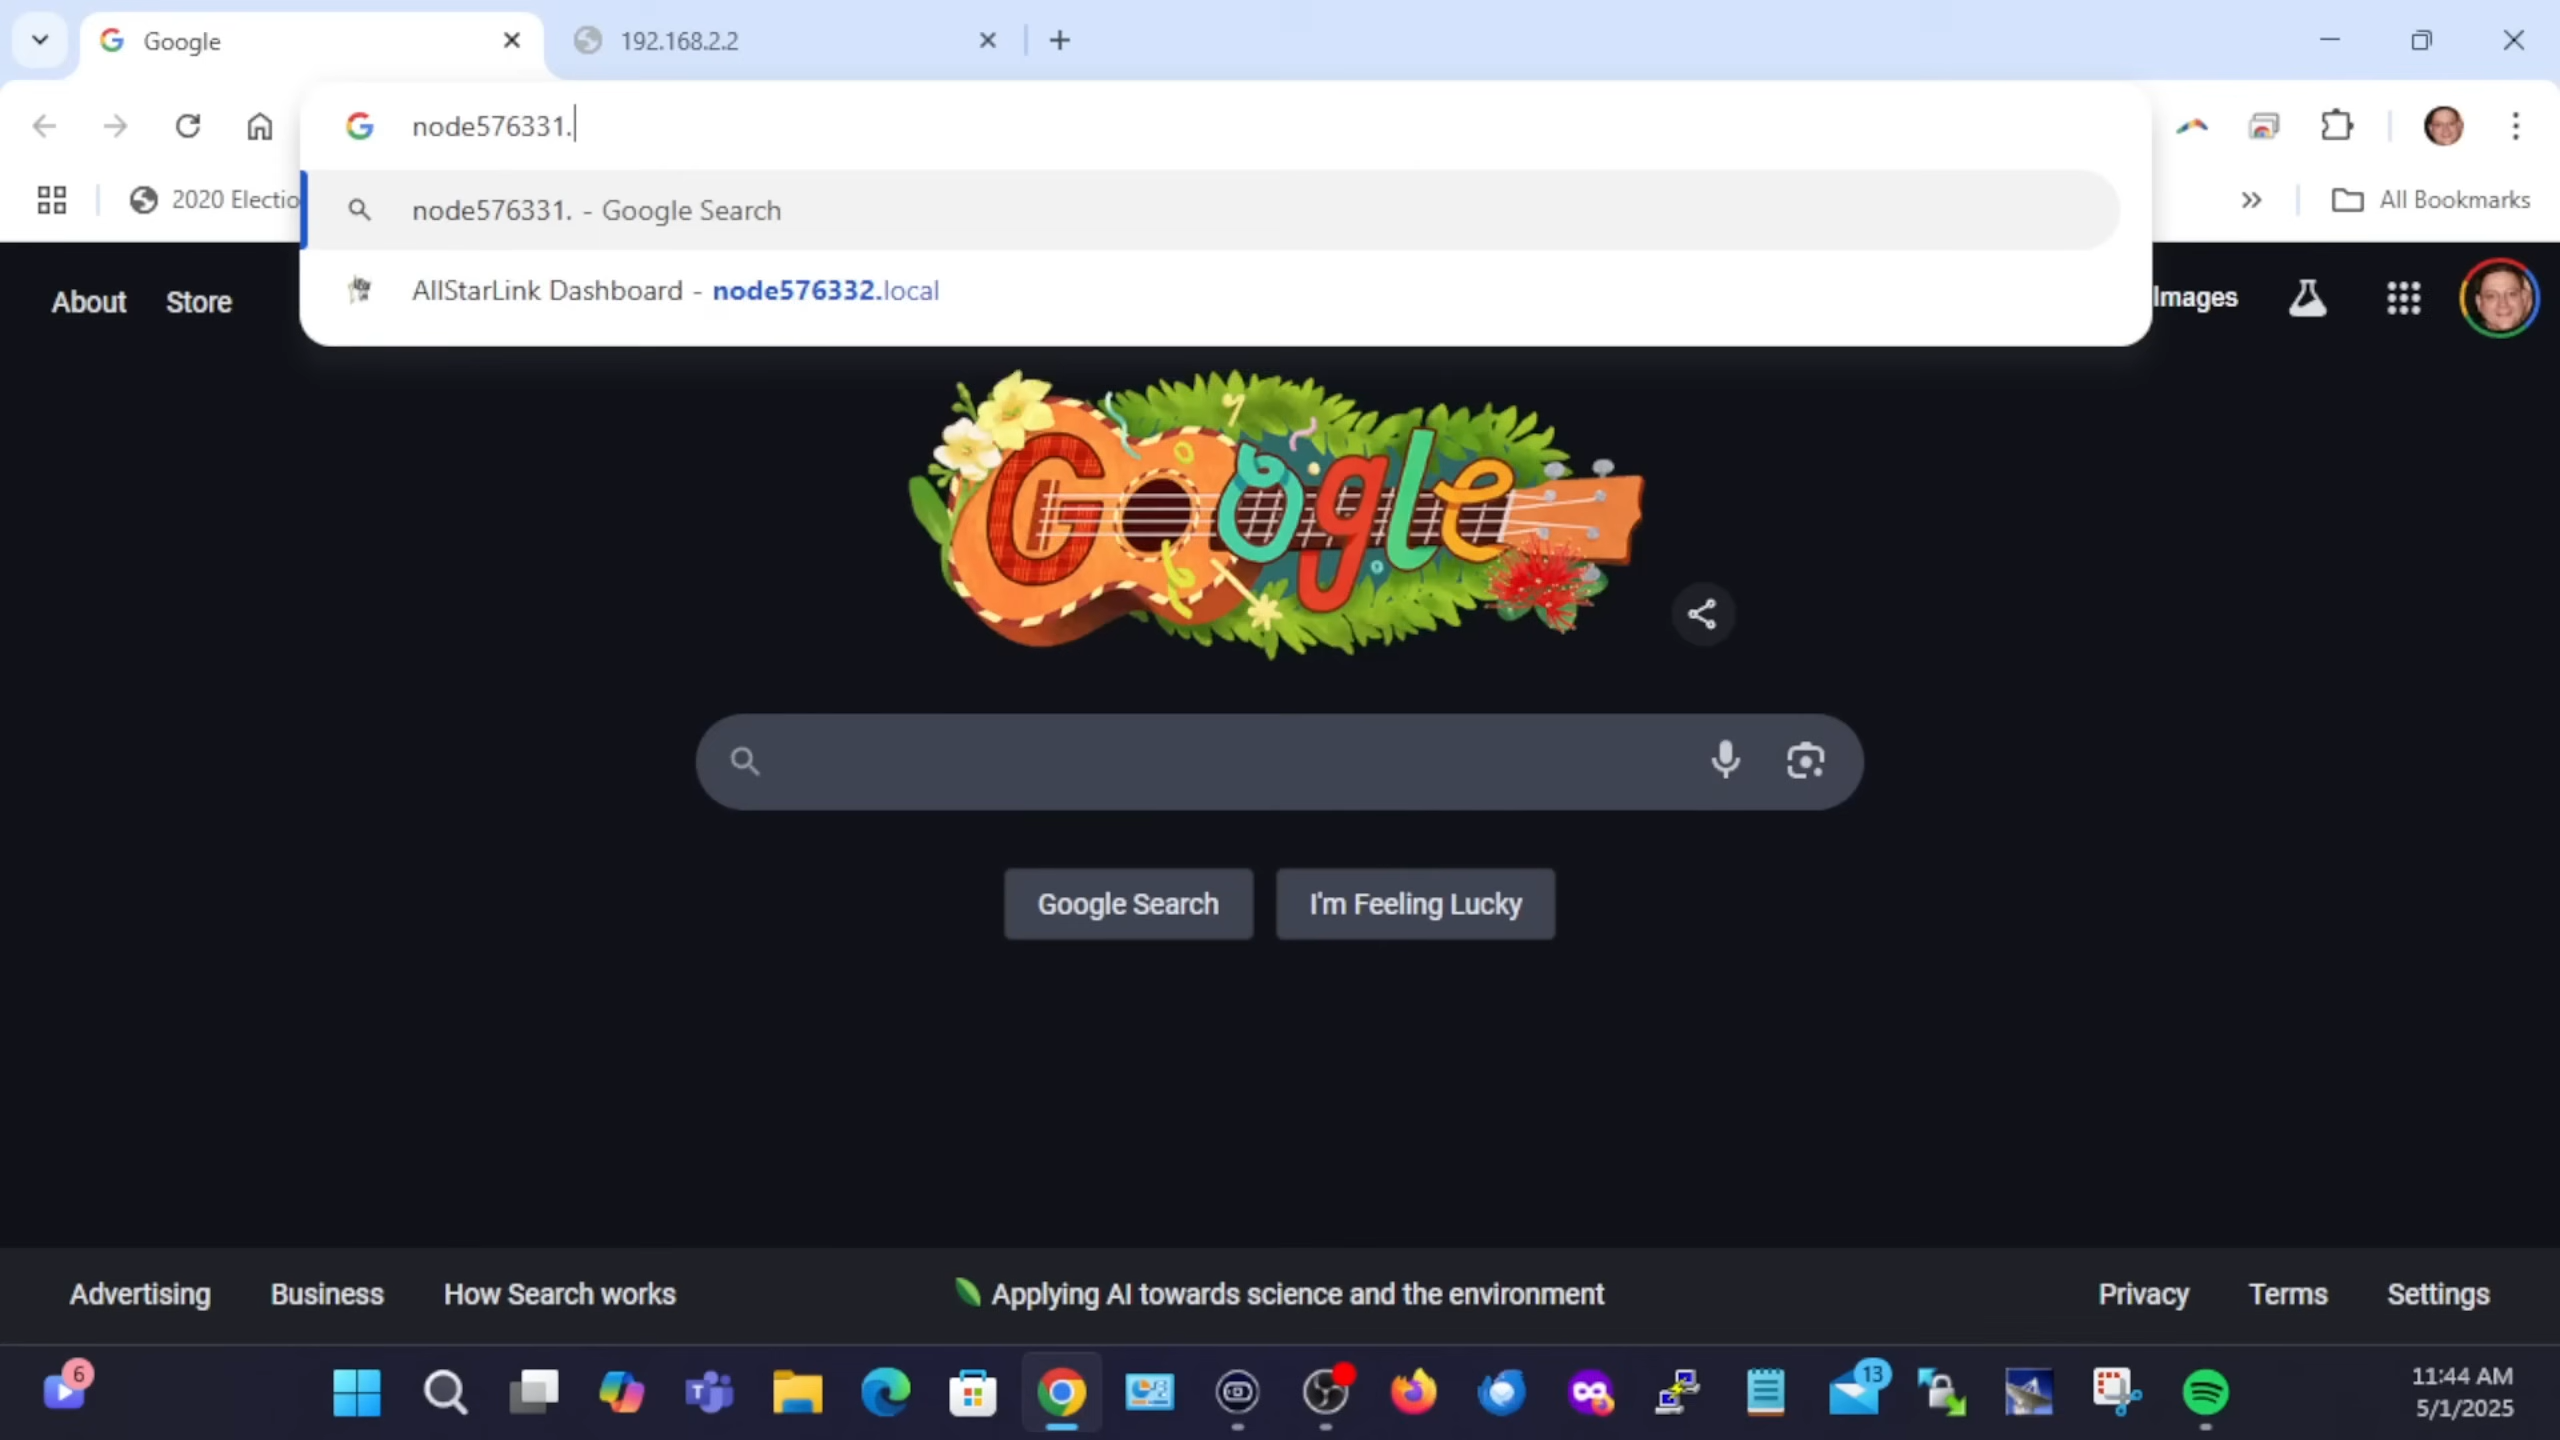 Google
192.168.2.2
node576331.
2020 Electio
All Bookmarks
node576331. - Google Search
AllStarLink Dashboard - node576332.local
About
Store
Images
Google
Google Search
I'm Feeling Lucky
Advertising
Business
How Search works
Applying AI towards science and the environment
Privacy
Terms
Settings
6
13
11:44 AM
5/1/2025